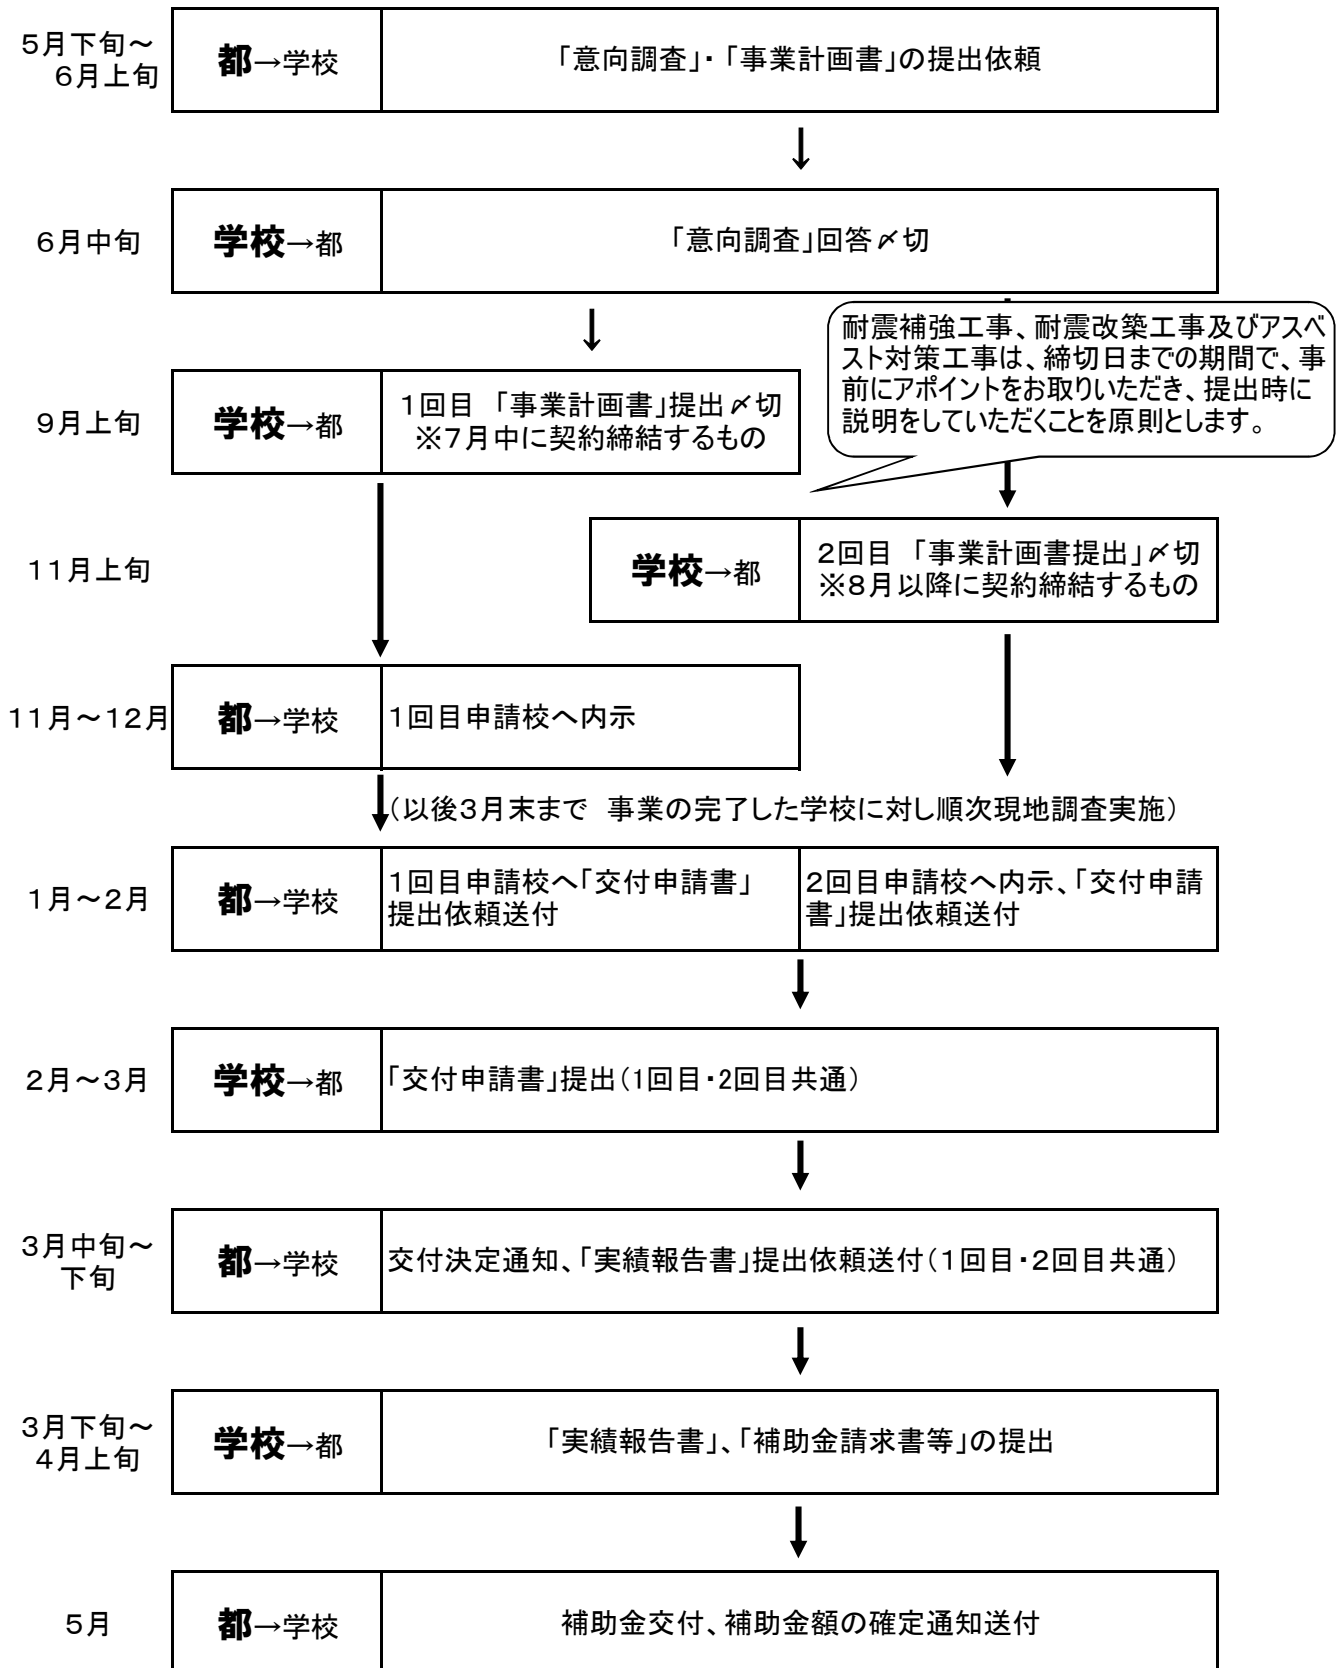 5月下旬～
6月上旬
都→学校
「意向調査」・「事業計画書」の提出依頼
↓
6月中旬
学校→都
「意向調査」回答〆切
↓
耐震補強工事、耐震改築工事及びアスベ
スト対策工事は、締切日までの期間で、事
前にアポイントをお取りいただき、提出時に
説明をしていただくことを原則とします。
9月上旬
学校→都
1回目 「事業計画書」提出〆切
※7月中に契約締結するもの
11月上旬
学校→都
2回目 「事業計画書提出」〆切
※8月以降に契約締結するもの
11月～12月
都→学校
1回目申請校へ内示
（以後3月末まで 事業の完了した学校に対し順次現地調査実施）
1月～2月
都→学校
1回目申請校へ「交付申請書」
提出依頼送付
2回目申請校へ内示、「交付申請
書」提出依頼送付
2月～3月
学校→都
「交付申請書」提出（1回目・2回目共通）
3月中旬～
下旬
都→学校
交付決定通知、「実績報告書」提出依頼送付（1回目・2回目共通）
3月下旬～
4月上旬
学校→都
「実績報告書」、「補助金請求書等」の提出
5月
都→学校
補助金交付、補助金額の確定通知送付